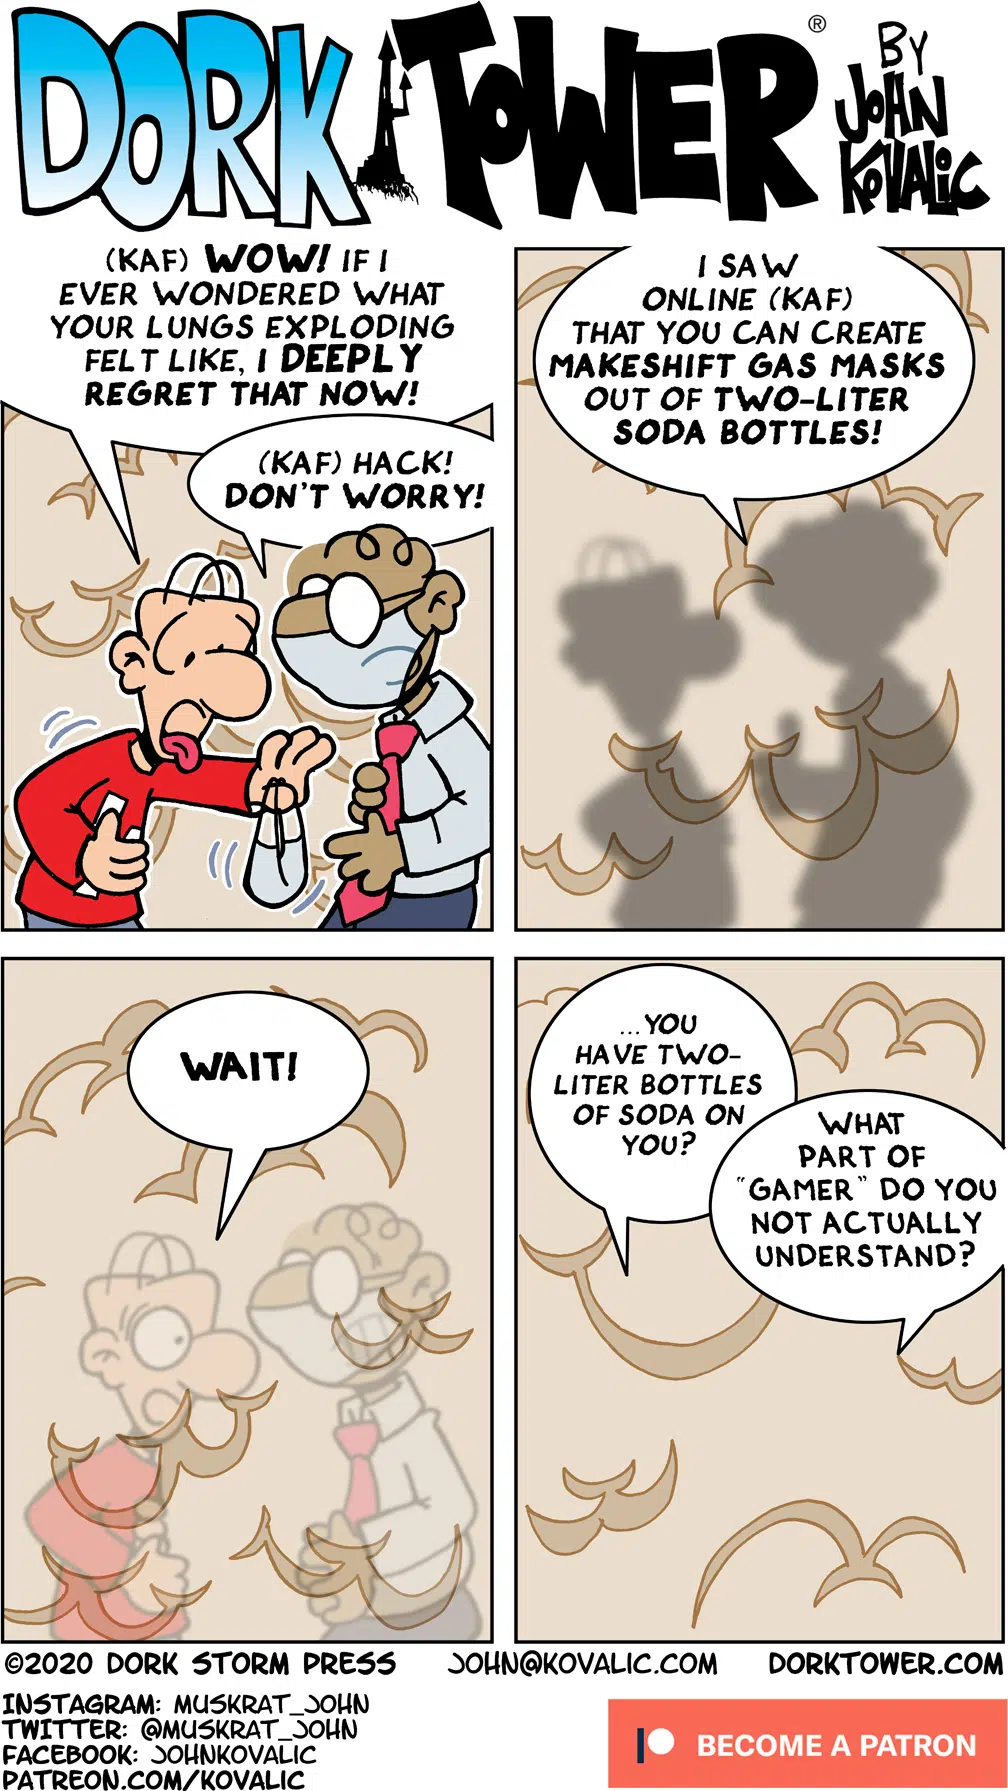 DORK TOWER ®
BY
JOHN
KOVALIC
(KAF) WOW! IF I
EVER WONDERED WHAT
YOUR LUNGS EXPLODING
FELT LIKE, I DEEPLY
REGRET THAT NOW!
(KAF) HACK!
DON'T WORRY!
I SAW
ONLINE (KAF)
THAT YOU CAN CREATE
MAKESHIFT GAS MASKS
OUT OF TWO-LITER
SODA BOTTLES!
WAIT!
...YOU
HAVE TWO-
LITER BOTTLES
OF SODA ON
YOU?
WHAT
PART OF
"GAMER" DO YOU
NOT ACTUALLY
UNDERSTAND?
©2020 DORK STORM PRESS JOHN@KOVALIC.COM DORKTOWER.COM
INSTAGRAM: MUSKRAT_JOHN
TWITTER: @MUSKRAT_JOHN
FACEBOOK: JOHNKOVALIC
PATREON.COM/KOVALIC
BECOME A PATRON